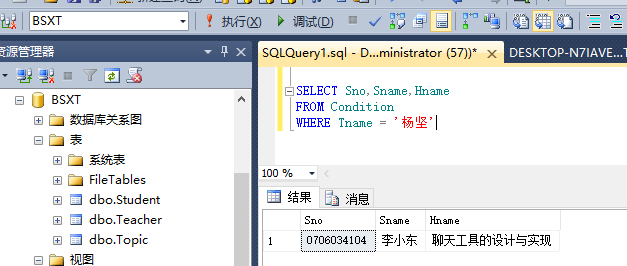 BSXT
执行(X)
调试(D)
资源管理器
SQLQuery1.sql - D...ministrator (57))*
DESKTOP-N7IAVE...T
BSXT
数据库关系图
表
系统表
FileTables
dbo.Student
dbo.Teacher
dbo.Topic
视图
SELECT Sno,Sname,Hname
FROM Condition
WHERE Tname = '杨坚'
100 %
结果
消息
Sno Sname Hname
1 0706034104 李小东 聊天工具的设计与实现